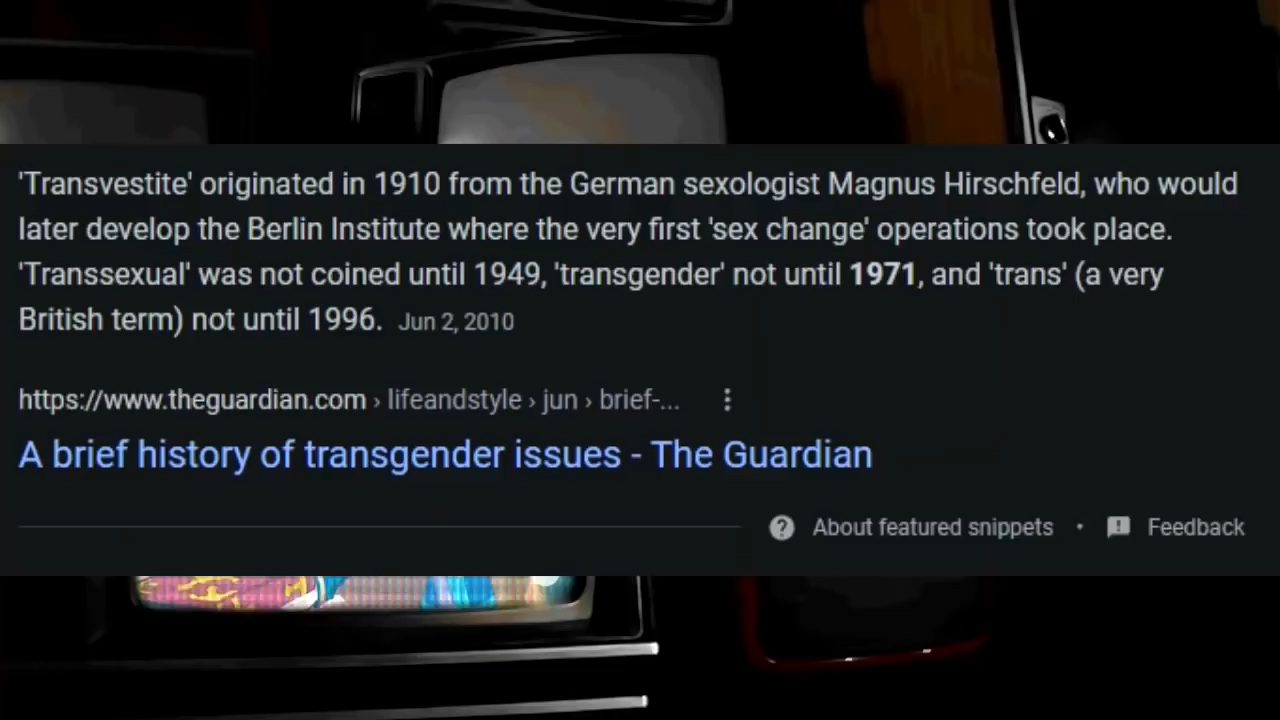 'Transvestite' originated in 1910 from the German sexologist Magnus Hirschfeld, who would
later develop the Berlin Institute where the very first 'sex change' operations took place.
'Transsexual' was not coined until 1949, 'transgender' not until 1971, and 'trans' (a very
British term) not until 1996. Jun 2, 2010
https://www.theguardian.com › lifeandstyle › jun › brief-...
A brief history of transgender issues - The Guardian
About featured snippets • Feedback